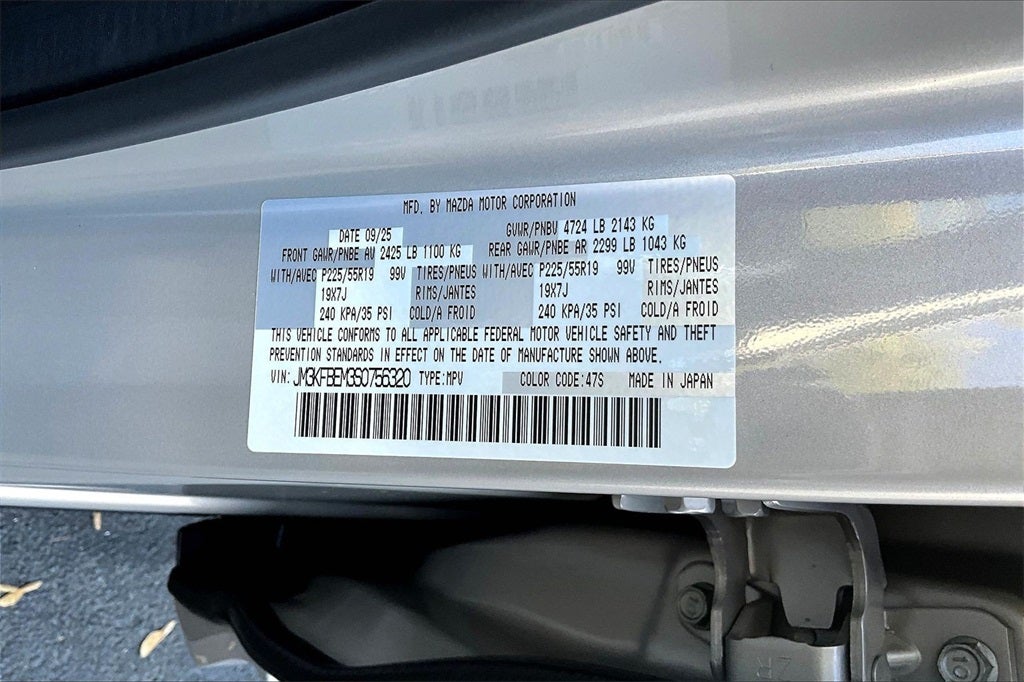 MFD. BY MAZDA MOTOR CORPORATION
DATE 09/25 GVWR/PNBV 4724 LB 2143 KG
FRONT GAWR/PNBE AV 2425 LB 1100 KG REAR GAWR/PNBE AR 2299 LB 1043 KG
WITH/AVEC P225/55R19 99V TIRES/PNEUS WITH/AVEC P225/55R19 99V TIRES/PNEUS
19X7J RIMS/JANTES 19X7J RIMS/JANTES
240 KPA/35 PSI COLD/A FROID 240 KPA/35 PSI COLD/A FROID
THIS VEHICLE CONFORMS TO ALL APPLICABLE FEDERAL MOTOR VEHICLE SAFETY AND THEFT
PREVENTION STANDARDS IN EFFECT ON THE DATE OF MANUFACTURE SHOWN ABOVE.
VIN: JM3KFBEM3S0756320 TYPE:MPV COLOR CODE:47S MADE IN JAPAN
ZR
10